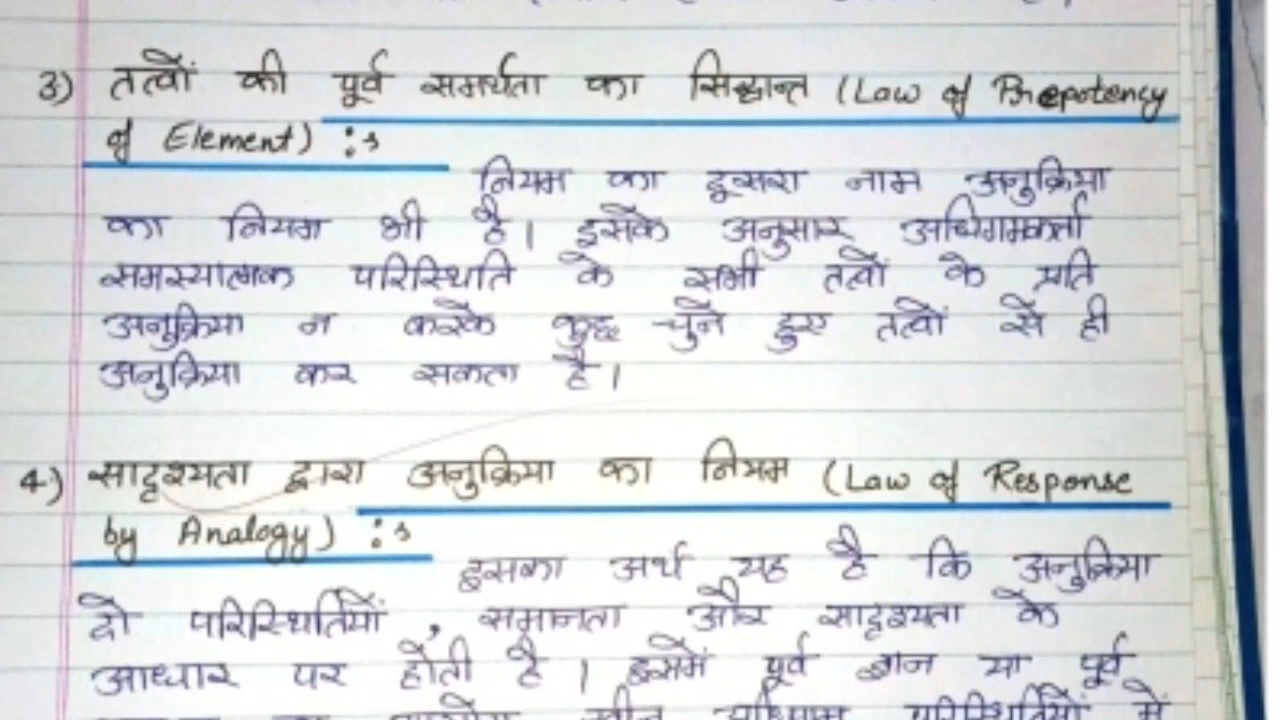 3) तत्वों की पूर्व समर्थता का सिद्धान्त (Law of Prepotency
of Element) :→
नियम का दूसरा नाम अनुक्रिया
का नियम भी है। इसके अनुसार अधिगमकर्ता
समस्यात्मक परिस्थिति के सभी तत्वों के प्रति
अनुक्रिया न करके कुछ चुने हुए तत्वों से ही
अनुक्रिया कर सकता है।
4.) सादृश्यता द्वारा अनुक्रिया का नियम (Law of Response
by Analogy) :→
इसका अर्थ यह है कि अनुक्रिया
दो परिस्थितियों, समानता और सादृश्यता के
आधार पर होती है। इसमें पूर्व ज्ञान या पूर्व
परिस्थितियों में